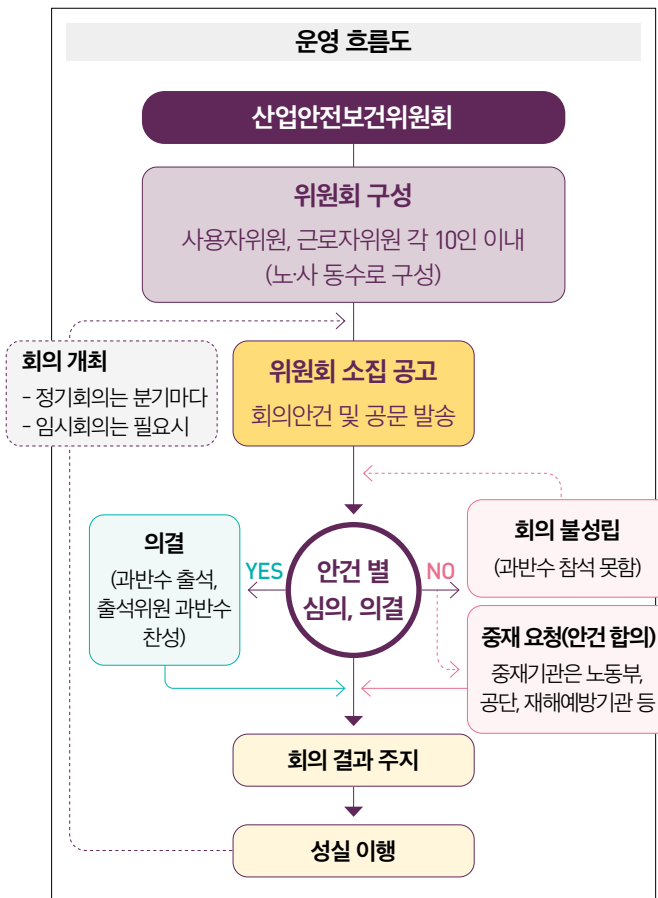 운영 흐름도
산업안전보건위원회
위원회 구성
사용자위원, 근로자위원 각 10인 이내
(노·사 동수로 구성)
회의 개최
- 정기회의는 분기마다
- 임시회의는 필요시
위원회 소집 공고
회의안건 및 공문 발송
의결
(과반수 출석,
출석위원 과반수
찬성)
YES
안건 별
심의, 의결
NO
회의 불성립
(과반수 참석 못함)
중재 요청(안건 합의)
중재기관은 노동부,
공단, 재해예방기관 등
회의 결과 주지
성실 이행